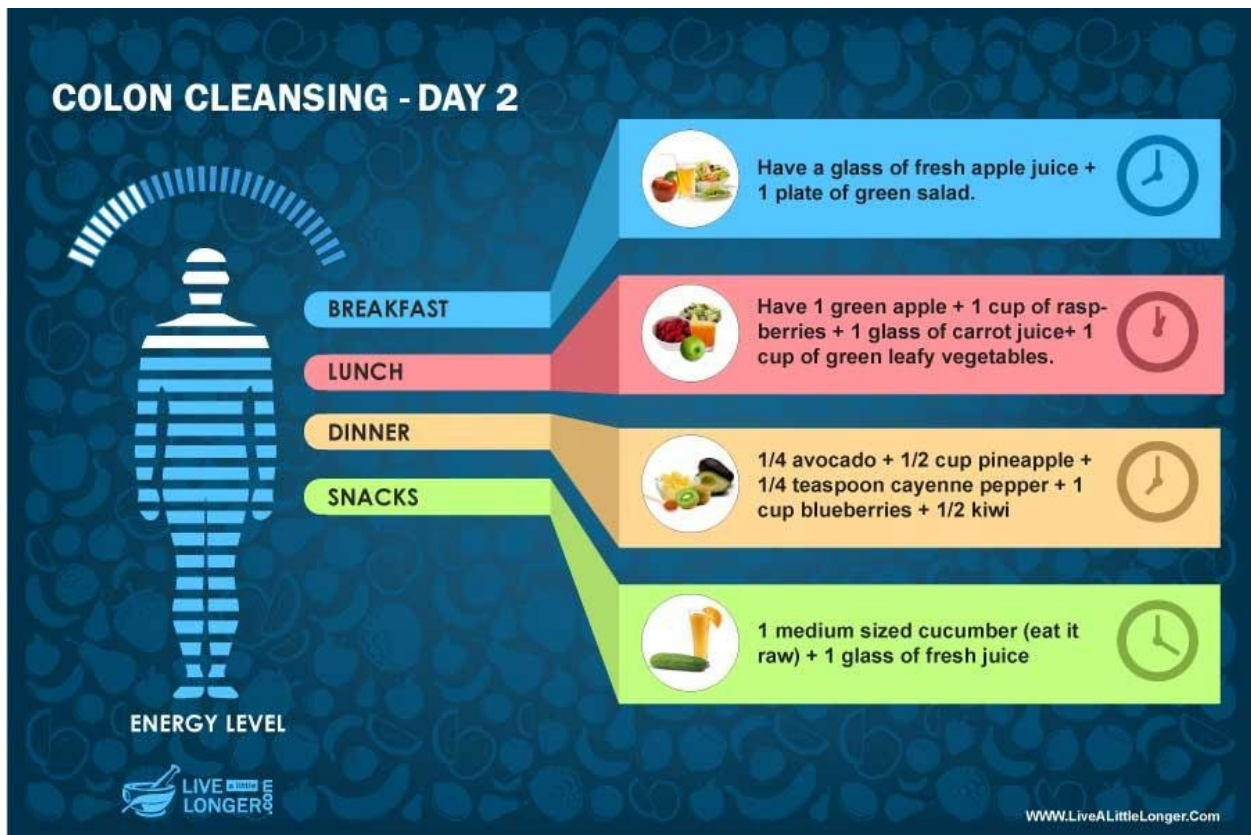 COLON CLEANSING - DAY 2
BREAKFAST
Have a glass of fresh apple juice +
1 plate of green salad.
LUNCH
Have 1 green apple + 1 cup of rasp-
berries + 1 glass of carrot juice+ 1
cup of green leafy vegetables.
DINNER
1/4 avocado + 1/2 cup pineapple +
1/4 teaspoon cayenne pepper + 1
cup blueberries + 1/2 kiwi
SNACKS
1 medium sized cucumber (eat it
raw) + 1 glass of fresh juice
ENERGY LEVEL
LIVE a little
LONGER.com
WWW.LiveALittleLonger.Com